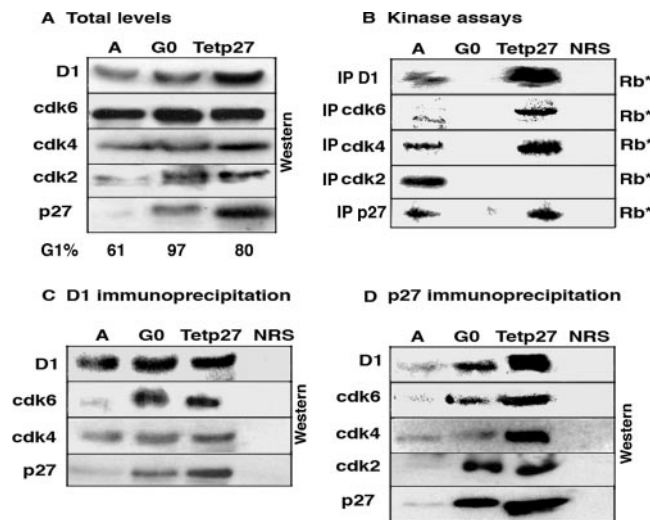 A Total levels
A G0 Tetp27
D1
cdk6
cdk4
cdk2
p27
Western
G1% 61 97 80
B Kinase assays
A G0 Tetp27 NRS
IP D1 Rb*
IP cdk6 Rb*
IP cdk4 Rb*
IP cdk2 Rb*
IP p27 Rb*
C D1 immunoprecipitation
A G0 Tetp27 NRS
D1
cdk6
cdk4
p27
Western
D p27 immunoprecipitation
A G0 Tetp27 NRS
D1
cdk6
cdk4
cdk2
p27
Western